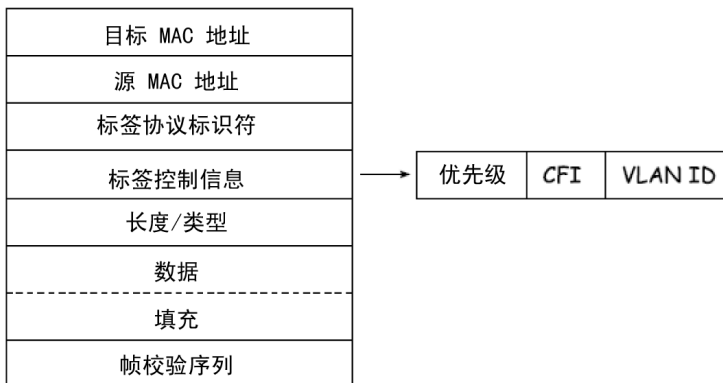 目标 MAC 地址
源 MAC 地址
标签协议标识符
标签控制信息
优先级 CFI VLAN ID
长度/类型
数据
填充
帧校验序列